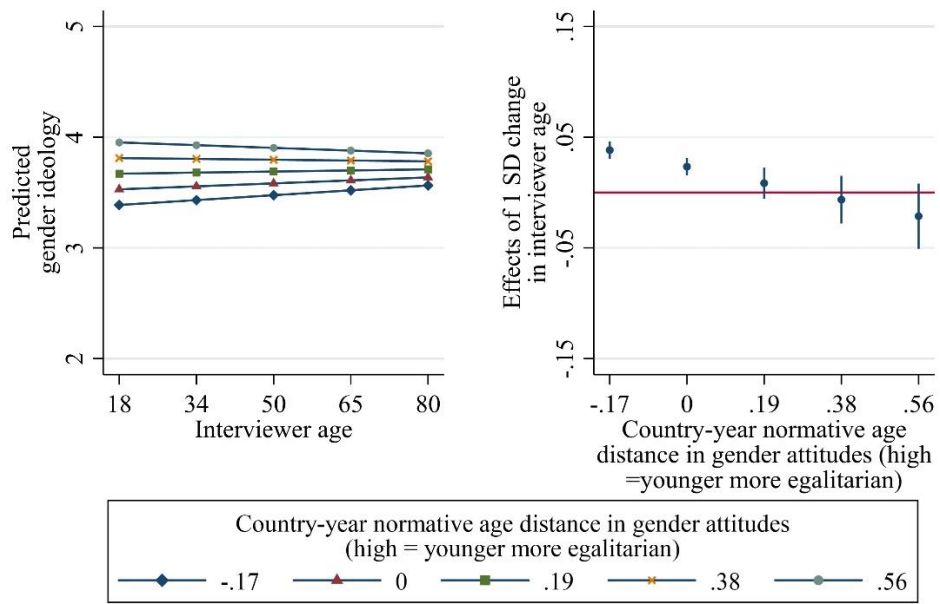 5
4
3
2
Predicted
gender ideology
18 34 50 65 80
Interviewer age
.15
.05
-.05
-.15
Effects of 1 SD change
in interviewer age
-.17 0 .19 .38 .56
Country-year normative age
distance in gender attitudes (high
=younger more egalitarian)
Country-year normative age distance in gender attitudes
(high = younger more egalitarian)
-.17 0 .19 .38 .56